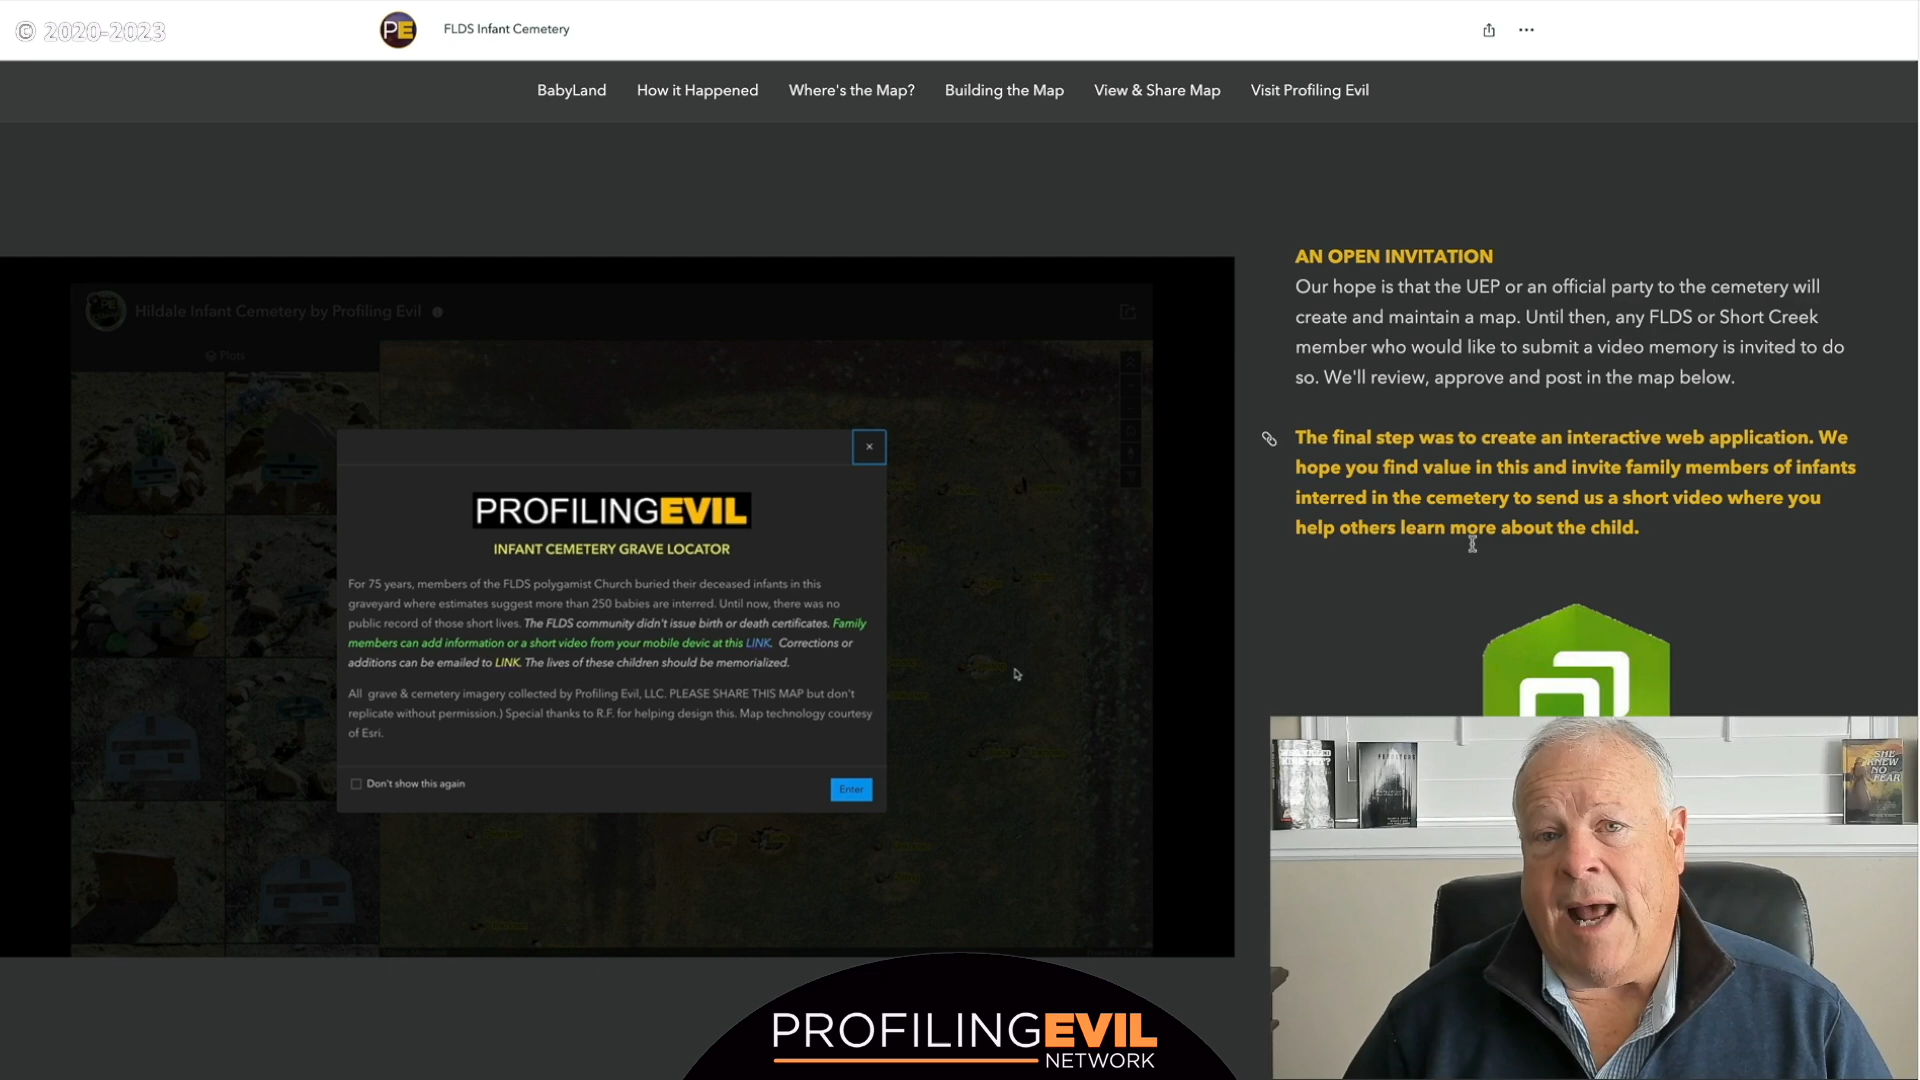 © 2020-2023
PE
FLDS Infant Cemetery
BabyLand
How it Happened
Where's the Map?
Building the Map
View & Share Map
Visit Profiling Evil
Hildale Infant Cemetery by Profiling Evil
Plots
PROFILINGEVIL
INFANT CEMETERY GRAVE LOCATOR
For 75 years, members of the FLDS polygamist Church buried their deceased infants in this
graveyard where estimates suggest more than 250 babies are interred. Until now, there was no
public record of those short lives. The FLDS community didn't issue birth or death certificates. Family
members can add information or a short video from your mobile devic at this LINK. Corrections or
additions can be emailed to LINK. The lives of these children should be memorialized.
All grave & cemetery imagery collected by Profiling Evil, LLC. PLEASE SHARE THIS MAP but don't
replicate without permission.) Special thanks to R.F. for helping design this. Map technology courtesy
of Esri.
Don't show this again
Enter
AN OPEN INVITATION
Our hope is that the UEP or an official party to the cemetery will
create and maintain a map. Until then, any FLDS or Short Creek
member who would like to submit a video memory is invited to do
so. We'll review, approve and post in the map below.
The final step was to create an interactive web application. We
hope you find value in this and invite family members of infants
interred in the cemetery to send us a short video where you
help others learn more about the child.
SHE
KNEW
NO
FEAR
PROFILINGEVIL
NETWORK